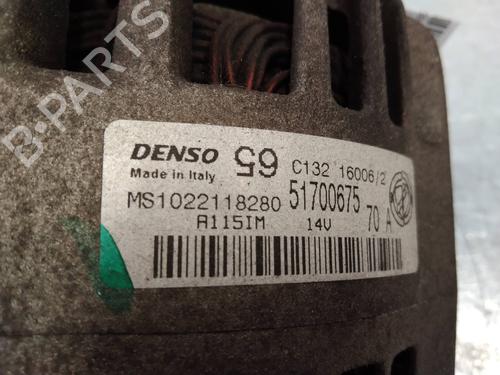 B-PARTS
DENSO 65 C132 16006/2
Made in Italy
MS1022118280 51700675
A115IM 14V 70 A